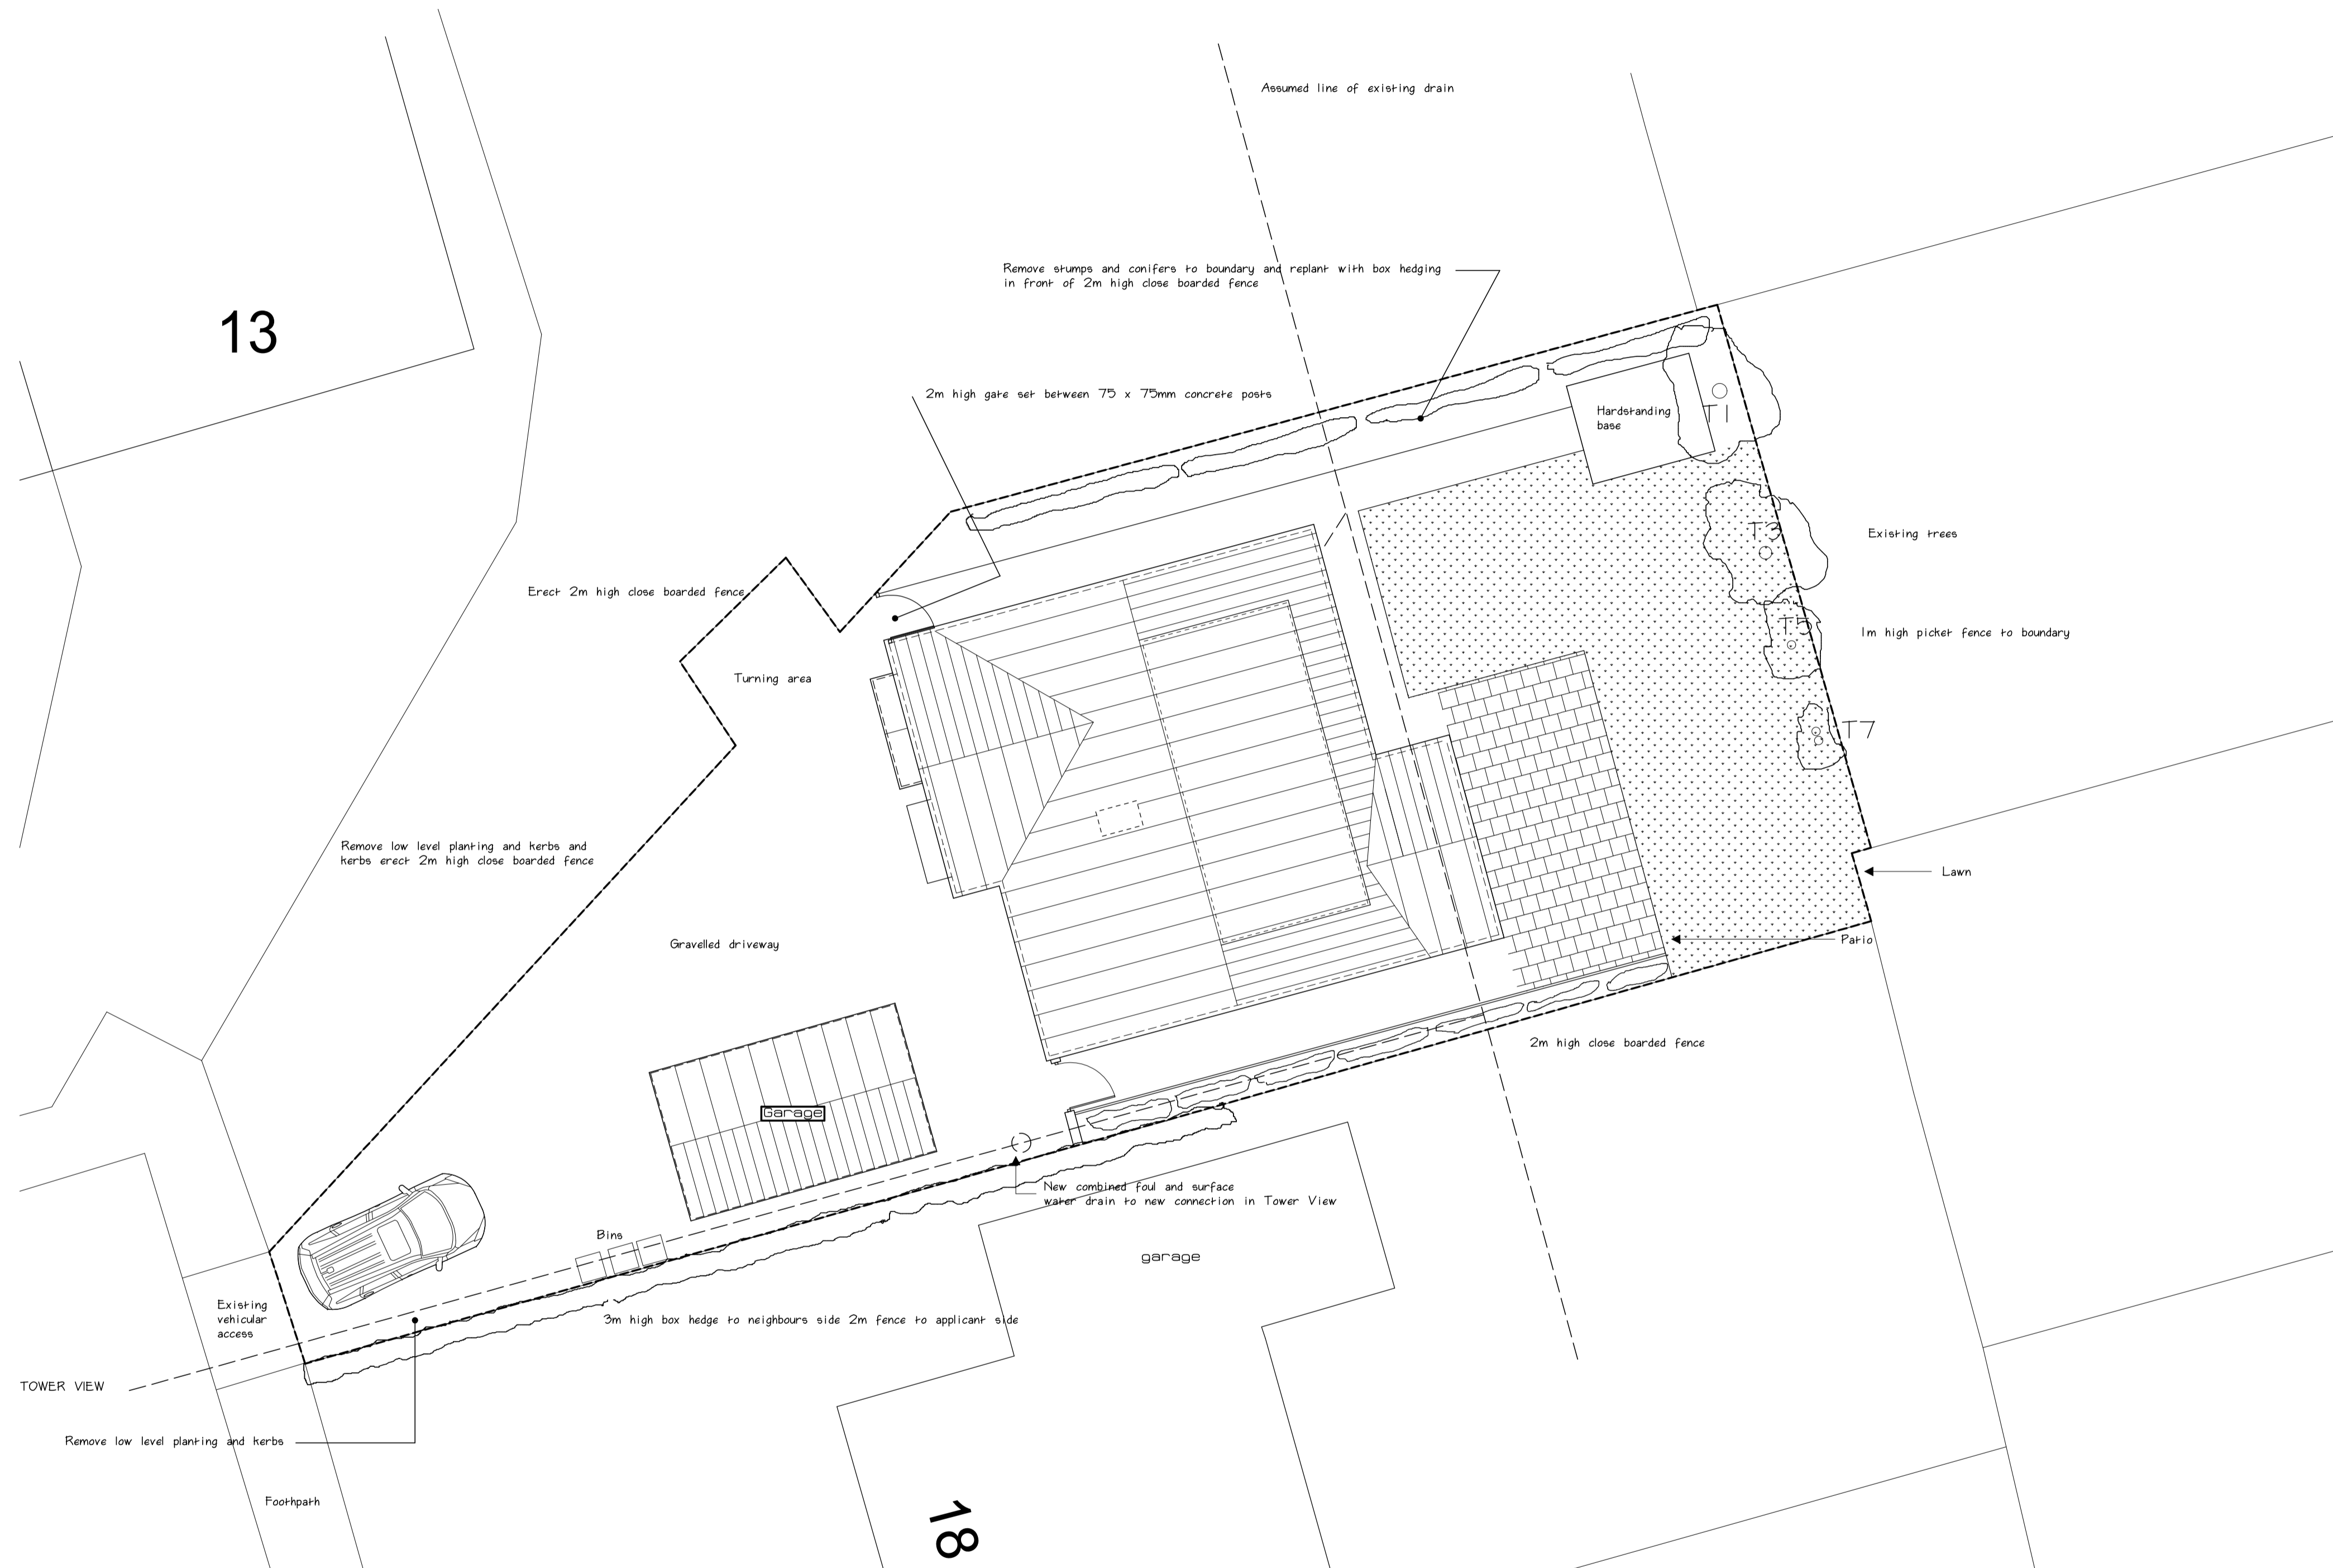 Assumed line of existing drain
Remove stumps and conifers to boundary and replant with box hedging
in front of 2m high close boarded fence
13
2m high gate set between 75 x 75mm concrete posts
Hardstanding
base
T1
T3
Existing trees
Erect 2m high close boarded fence
T5
1m high picket fence to boundary
Turning area
T7
Remove low level planting and kerbs and
kerbs erect 2m high close boarded fence
Lawn
Gravelled driveway
Patio
2m high close boarded fence
Garage
New combined foul and surface
water drain to new connection in Tower View
Bins
garage
Existing
vehicular
access
3m high box hedge to neighbours side 2m fence to applicant side
TOWER VIEW
Remove low level planting and kerbs
Foothpath
18